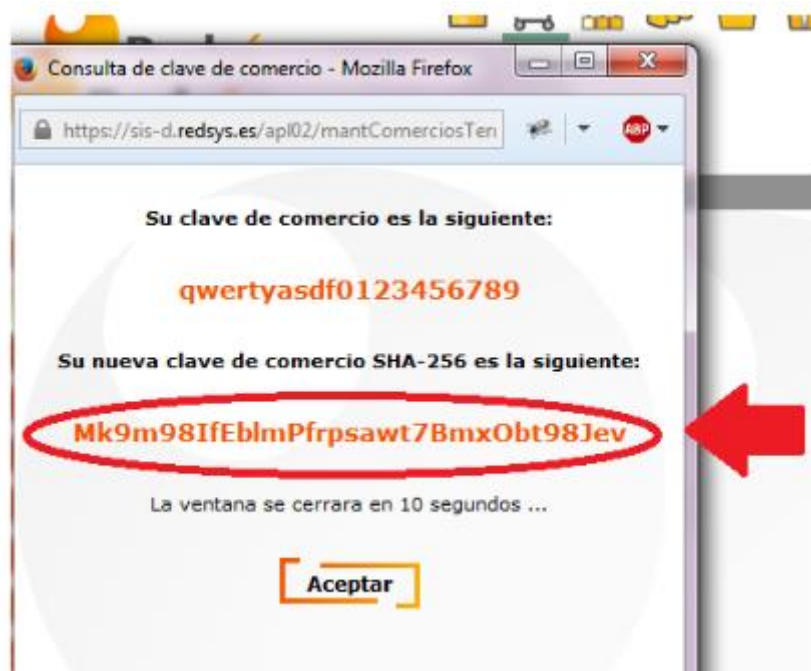 Consulta de clave de comercio - Mozilla Firefox
https://sis-d.redsys.es/apl02/mantComerciosTen
ABP
Su clave de comercio es la siguiente:
qwertyasdf0123456789
Su nueva clave de comercio SHA-256 es la siguiente:
Mk9m98IfEblmPfrpsawt7BmxObt98Jev
La ventana se cerrara en 10 segundos ...
Aceptar